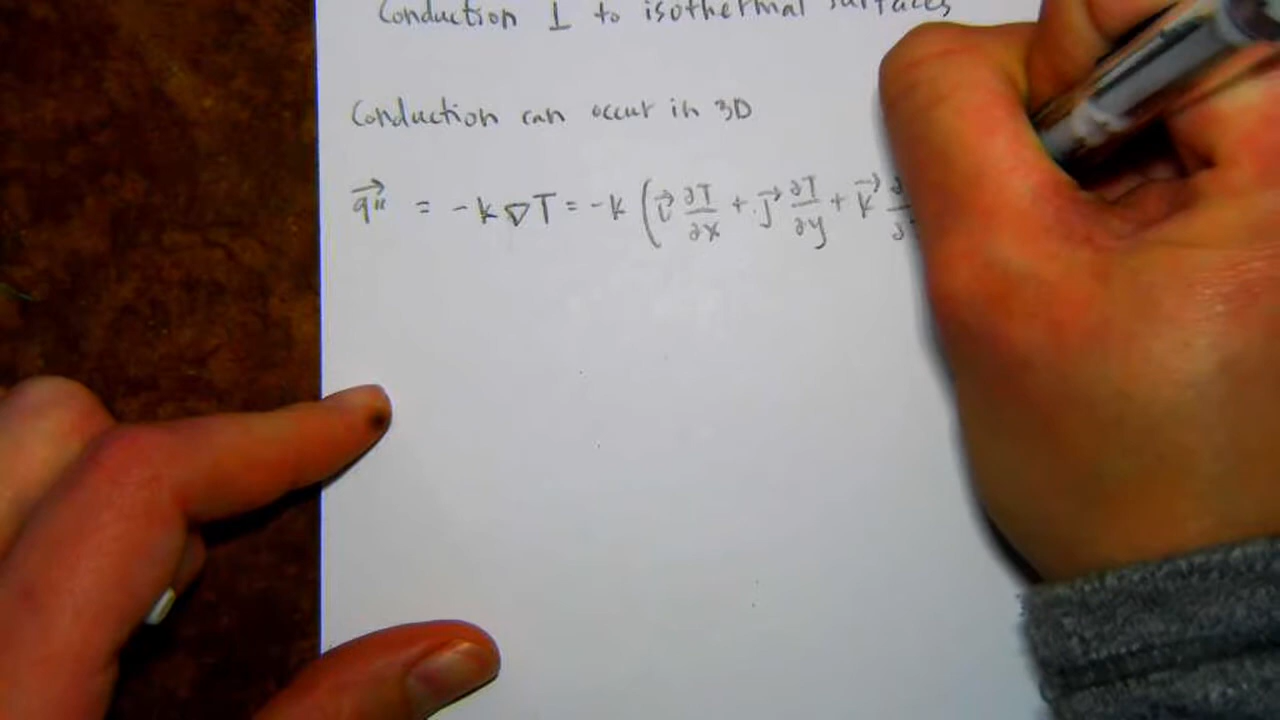 Conduction ⊥ to isothermal surfaces
Conduction can occur in 3D
q⃗" = -k∇T = -k (i⃗ ∂T/∂x + j⃗ ∂T/∂y + k⃗ ∂